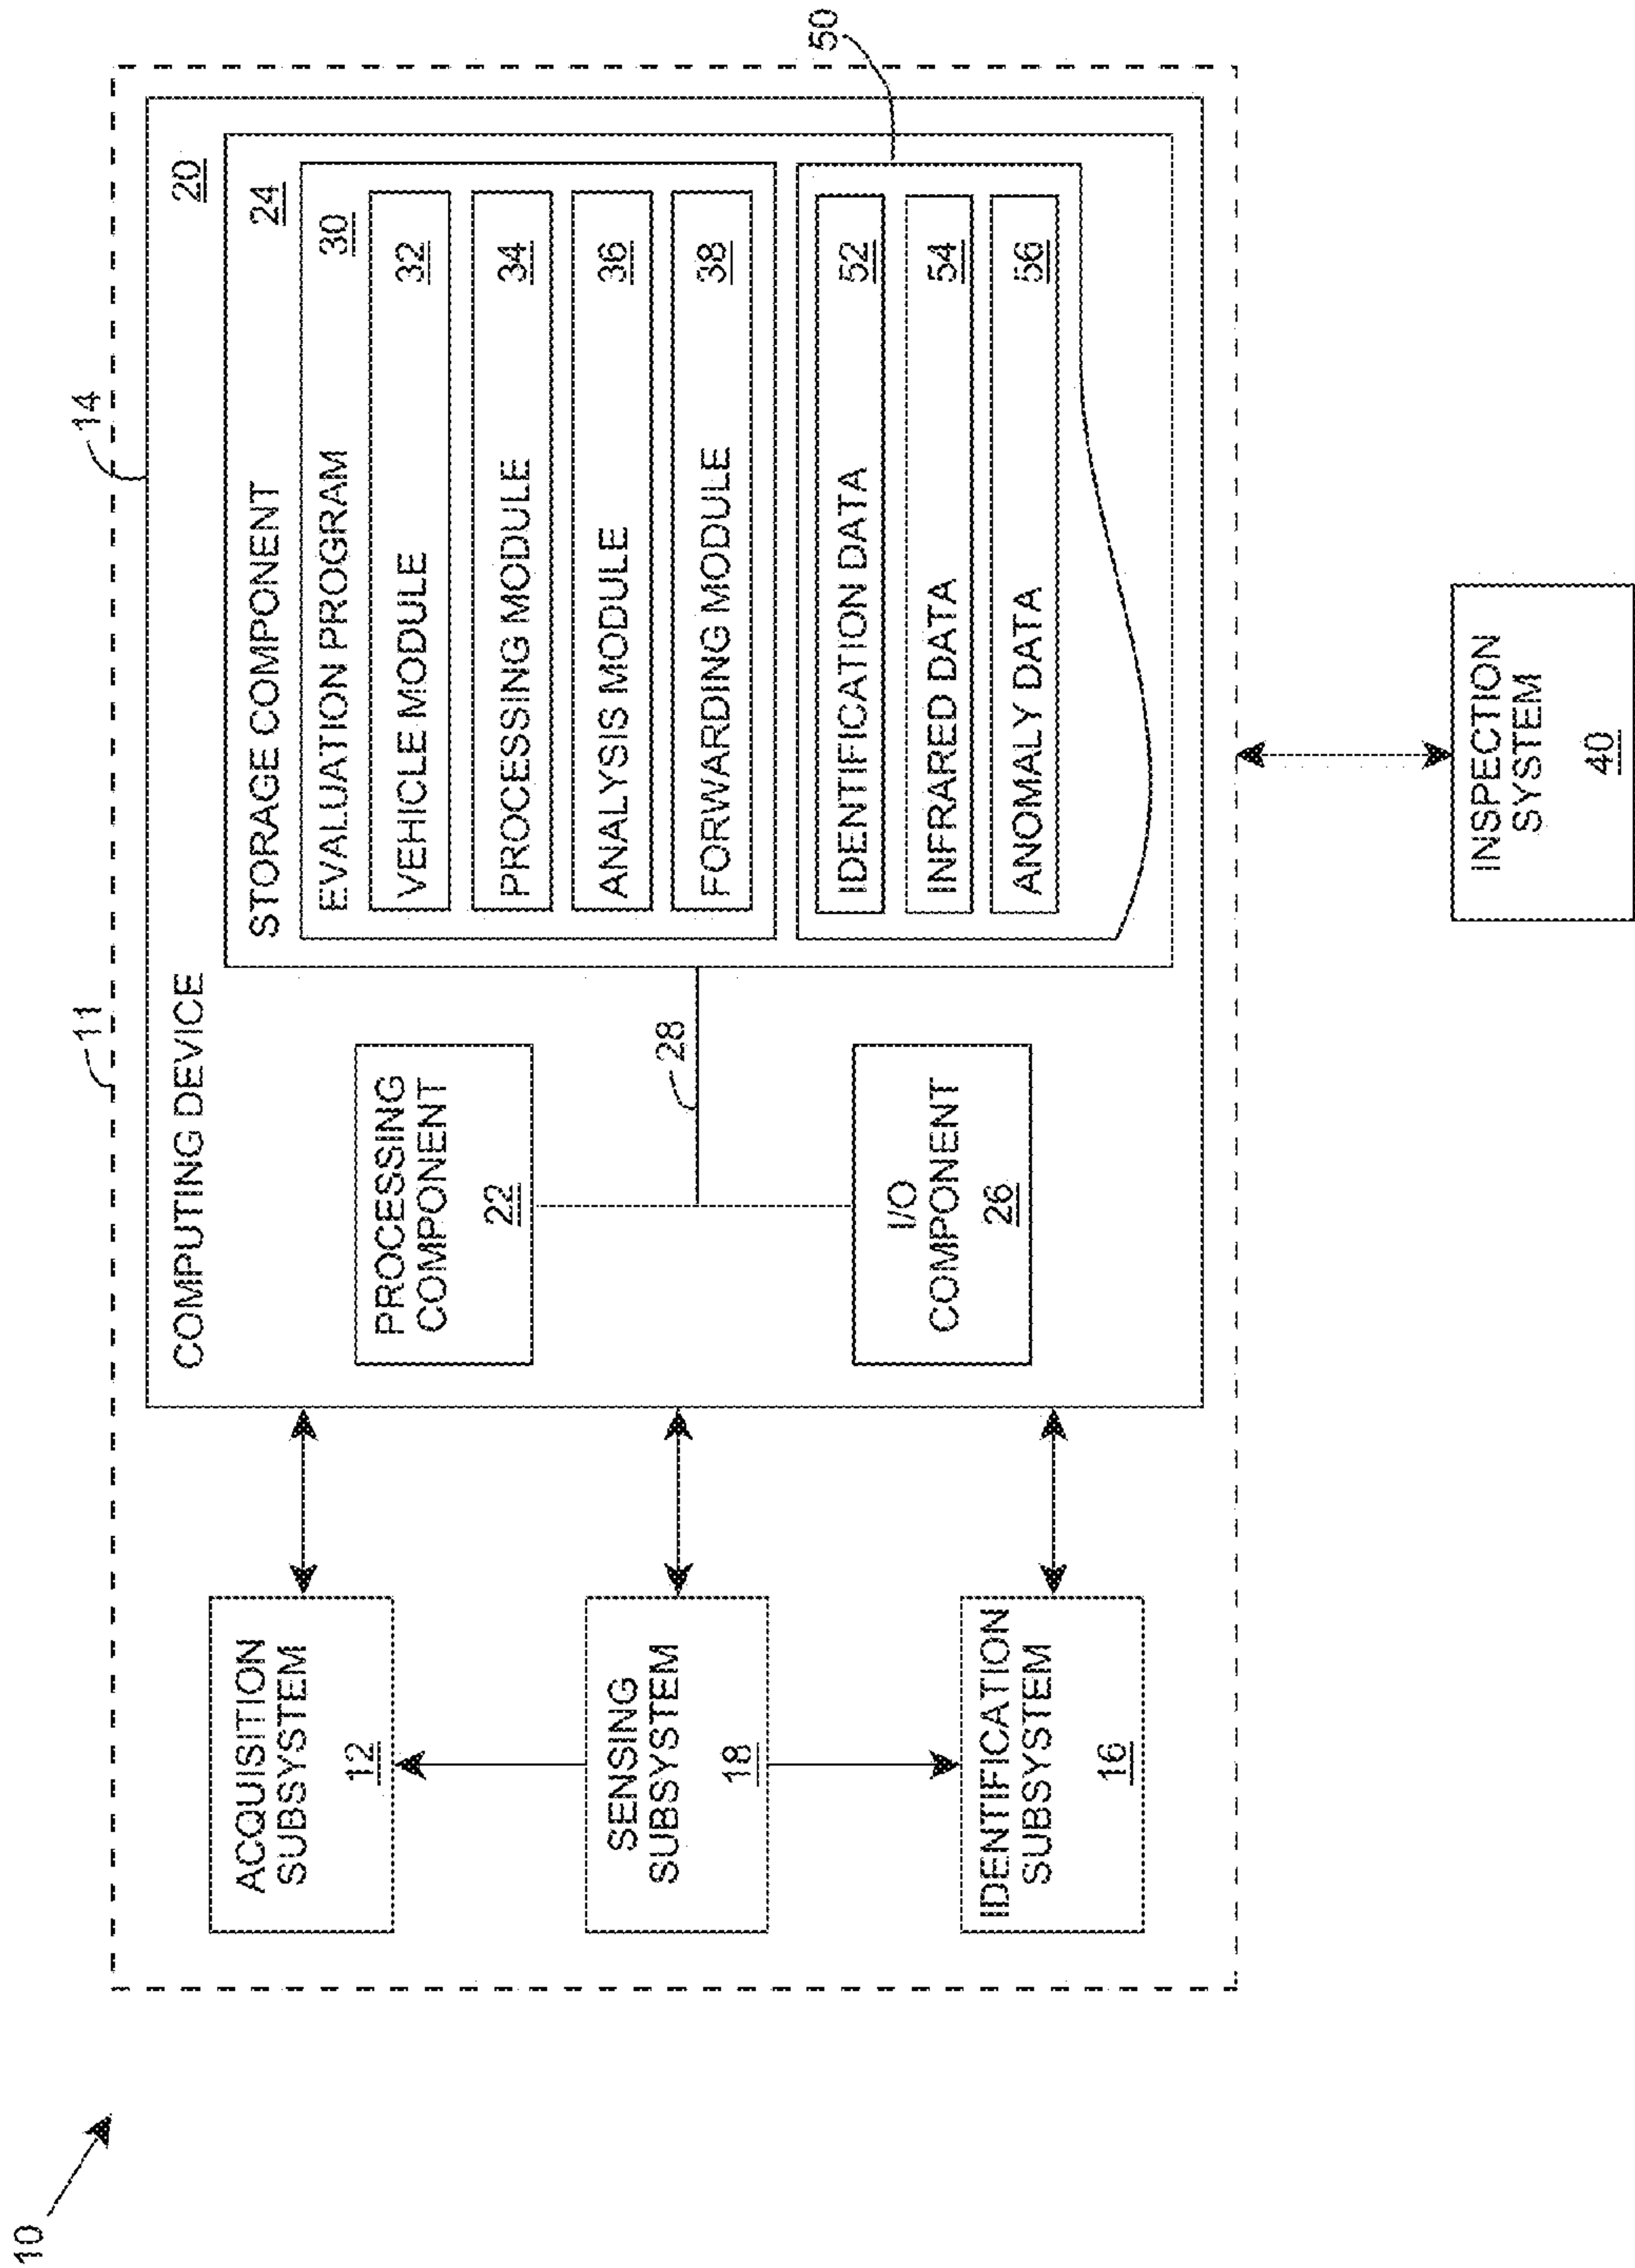 10
11
14
COMPUTING DEVICE
20
ACQUISITION
SUBSYSTEM
12
SENSING
SUBSYSTEM
18
IDENTIFICATION
SUBSYSTEM
16
PROCESSING
COMPONENT
22
28
I/O
COMPONENT
26
STORAGE COMPONENT
24
EVALUATION PROGRAM
30
VEHICLE MODULE
32
PROCESSING MODULE
34
ANALYSIS MODULE
36
FORWARDING MODULE
38
50
IDENTIFICATION DATA
52
INFRARED DATA
54
ANOMALY DATA
56
INSPECTION
SYSTEM
40